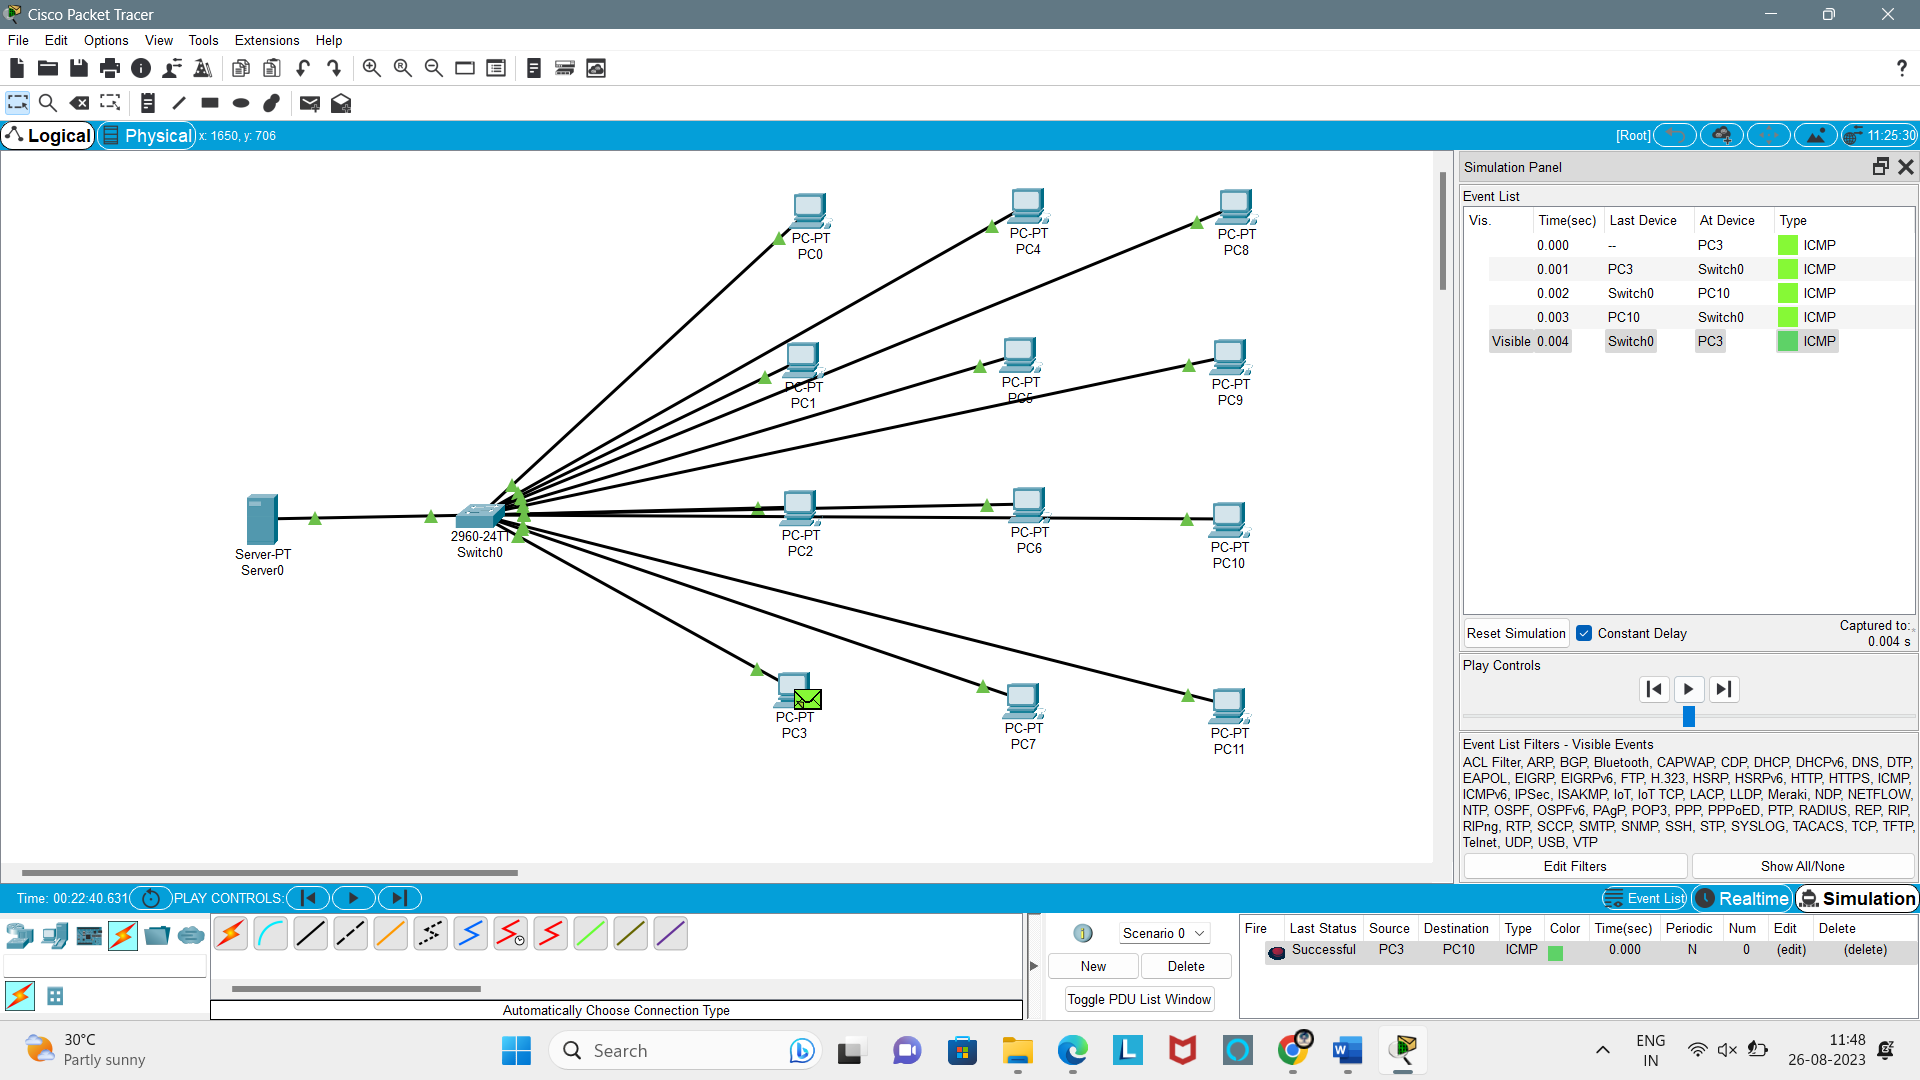 Cisco Packet Tracer
File Edit Options View Tools Extensions Help
?
Logical Physical x: 1650, y: 706 [Root] 11:25:30
PC-PT
PC0
PC-PT
PC4
PC-PT
PC8
PC-PT
PC1
PC-PT
PC5
PC-PT
PC9
Server-PT
Server0
2960-24TT
Switch0
PC-PT
PC2
PC-PT
PC6
PC-PT
PC10
PC-PT
PC3
PC-PT
PC7
PC-PT
PC11
Simulation Panel
Event List
Vis. Time(sec) Last Device At Device Type
0.000 -- PC3 ICMP
0.001 PC3 Switch0 ICMP
0.002 Switch0 PC10 ICMP
0.003 PC10 Switch0 ICMP
Visible 0.004 Switch0 PC3 ICMP
Reset Simulation Constant Delay Captured to:
0.004 s
Play Controls
Event List Filters - Visible Events
ACL Filter, ARP, BGP, Bluetooth, CAPWAP, CDP, DHCP, DHCPv6, DNS, DTP,
EAPOL, EIGRP, EIGRPv6, FTP, H.323, HSRP, HSRPv6, HTTP, HTTPS, ICMP,
ICMPv6, IPSec, ISAKMP, IoT, IoT TCP, LACP, LLDP, Meraki, NDP, NETFLOW,
NTP, OSPF, OSPFv6, PAgP, POP3, PPP, PPPoED, PTP, RADIUS, REP, RIP,
RIPng, RTP, SCCP, SMTP, SNMP, SSH, STP, SYSLOG, TACACS, TCP, TFTP,
Telnet, UDP, USB, VTP
Edit Filters Show All/None
Time: 00:22:40.631 PLAY CONTROLS: Event List Realtime Simulation
Automatically Choose Connection Type
Scenario 0
New Delete
Toggle PDU List Window
Fire Last Status Source Destination Type Color Time(sec) Periodic Num Edit Delete
Successful PC3 PC10 ICMP 0.000 N 0 (edit) (delete)
30°C
Partly sunny
Search
ENG
IN
11:48
26-08-2023